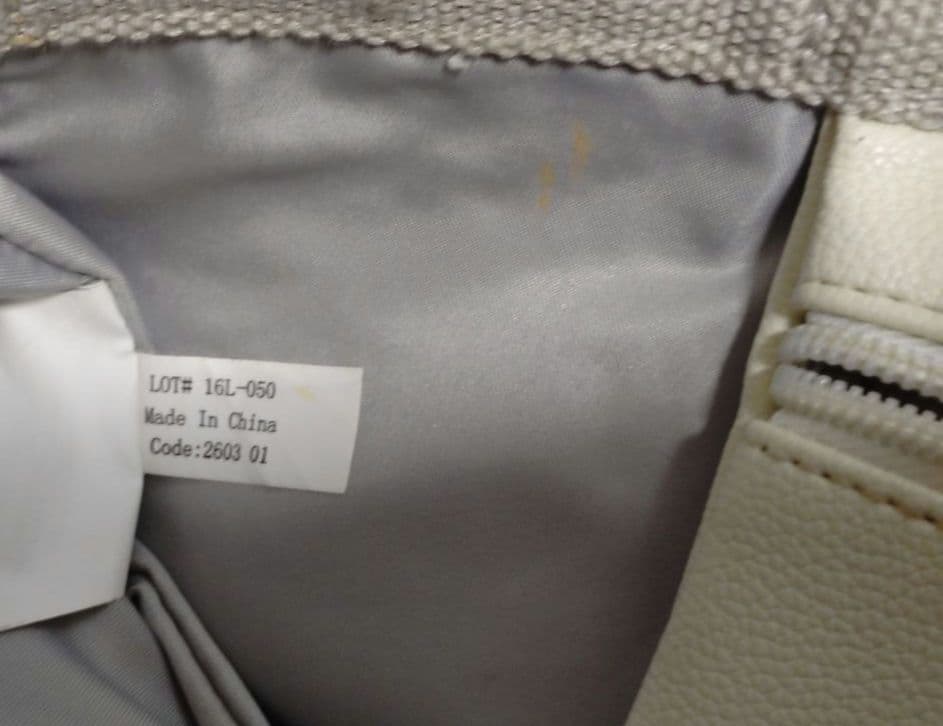 LOT# 16L-050
Made In China
Code:2603 01